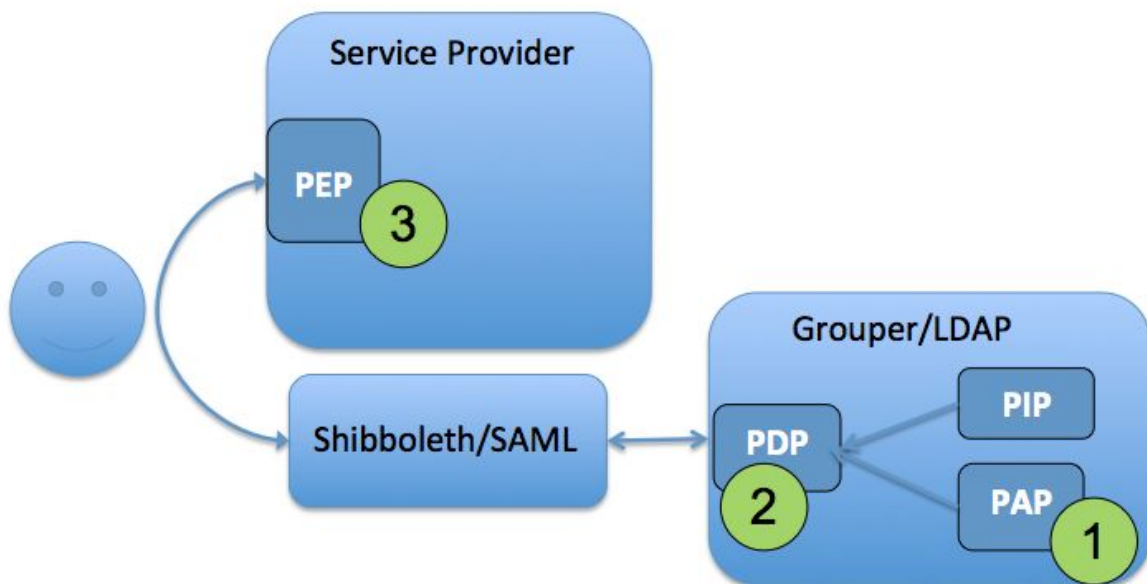 Service Provider
PEP
3
Grouper/LDAP
Shibboleth/SAML
PDP
2
PIP
PAP
1